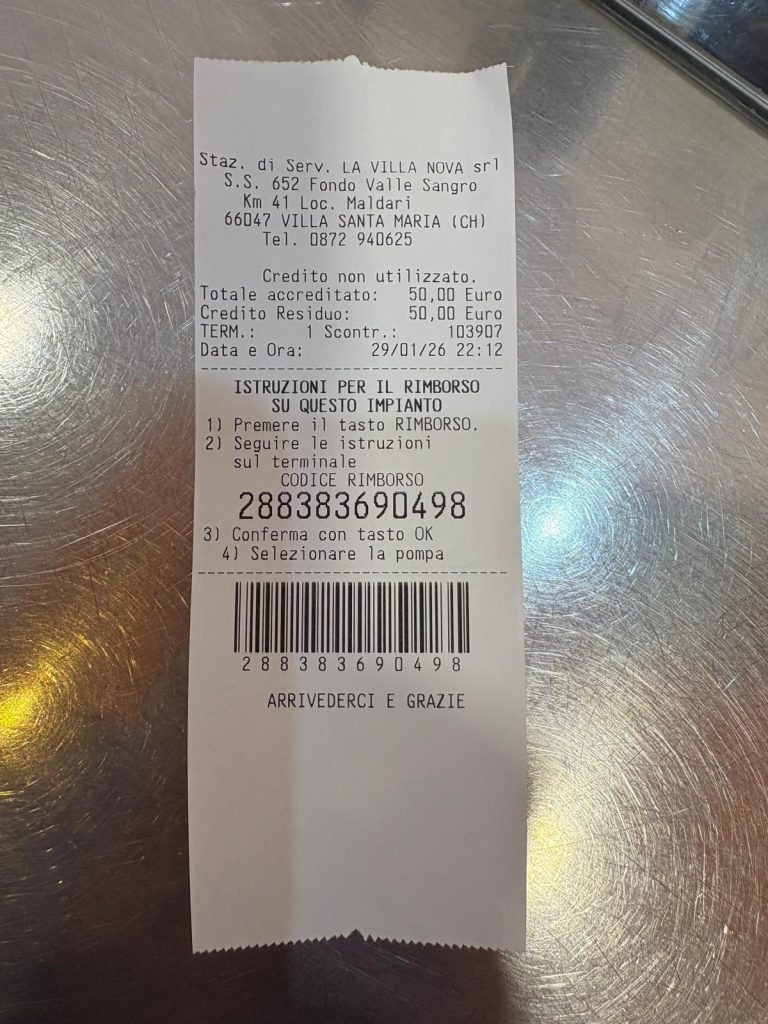 Staz. di Serv. LA VILLA NOVA srl
S.S. 652 Fondo Valle Sangro
Km 41 Loc. Maldari
66047 VILLA SANTA MARIA (CH)
Tel. 0872 940625
Credito non utilizzato.
Totale accreditato: 50,00 Euro
Credito Residuo: 50,00 Euro
TERM.: 1 Scontr.: 103907
Data e Ora: 29/01/26 22:12
ISTRUZIONI PER IL RIMBORSO
SU QUESTO IMPIANTO
1) Premere il tasto RIMBORSO.
2) Seguire le istruzioni
sul terminale
CODICE RIMBORSO
288383690498
3) Conferma con tasto OK
4) Selezionare la pompa
288383690498
ARRIVEDERCI E GRAZIE